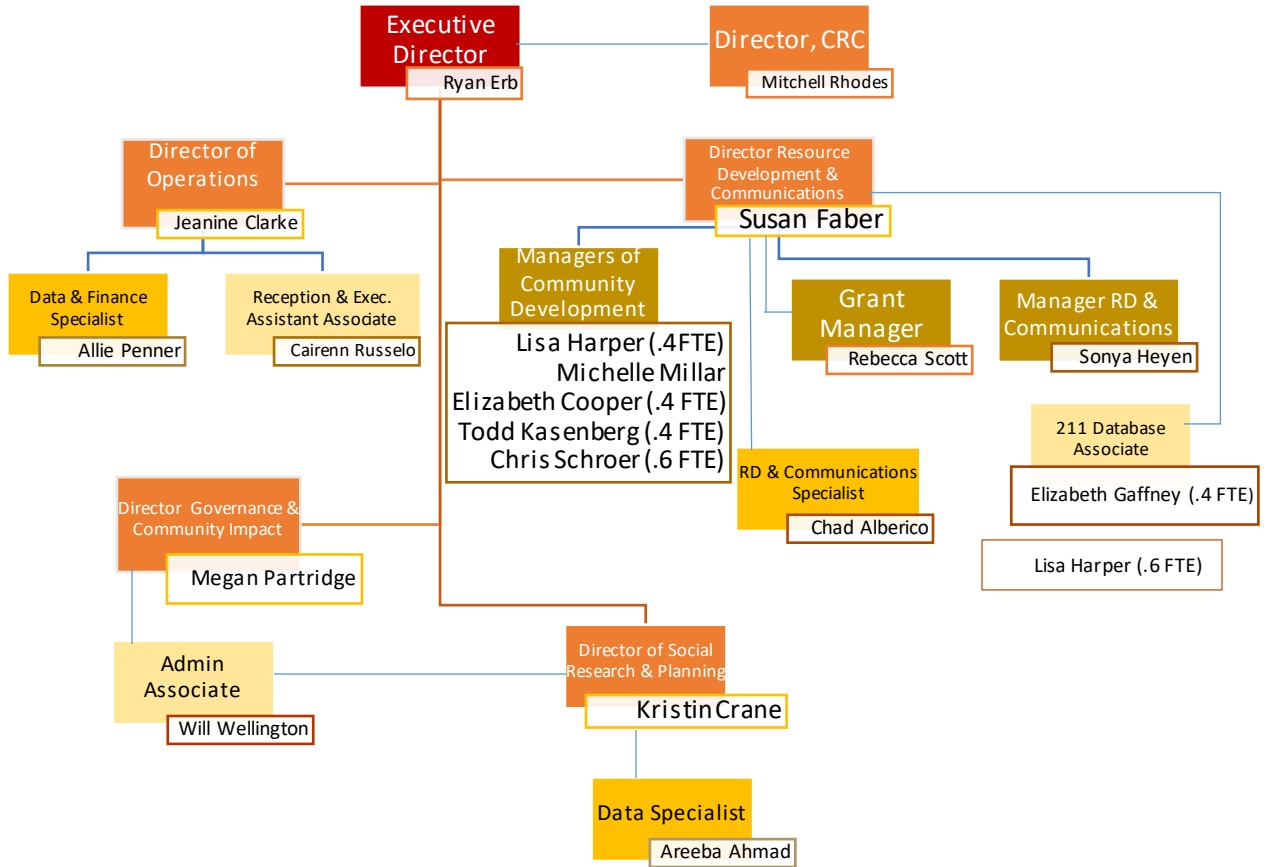 Executive
Director
Ryan Erb
Director, CRC
Mitchell Rhodes
Director of
Operations
Jeanine Clarke
Director Resource
Development &
Communications
Susan Faber
Data & Finance
Specialist
Allie Penner
Reception & Exec.
Assistant Associate
Cairenn Russelo
Managers of
Community
Development
Lisa Harper (.4FTE)
Michelle Millar
Elizabeth Cooper (.4 FTE)
Todd Kasenberg (.4 FTE)
Chris Schroer (.6 FTE)
Grant
Manager
Rebecca Scott
Manager RD &
Communications
Sonya Heyen
211 Database
Associate
Elizabeth Gaffney (.4 FTE)
Lisa Harper (.6 FTE)
RD & Communications
Specialist
Chad Alberico
Director Governance &
Community Impact
Megan Partridge
Admin
Associate
Will Wellington
Director of Social
Research & Planning
Kristin Crane
Data Specialist
Areeba Ahmad